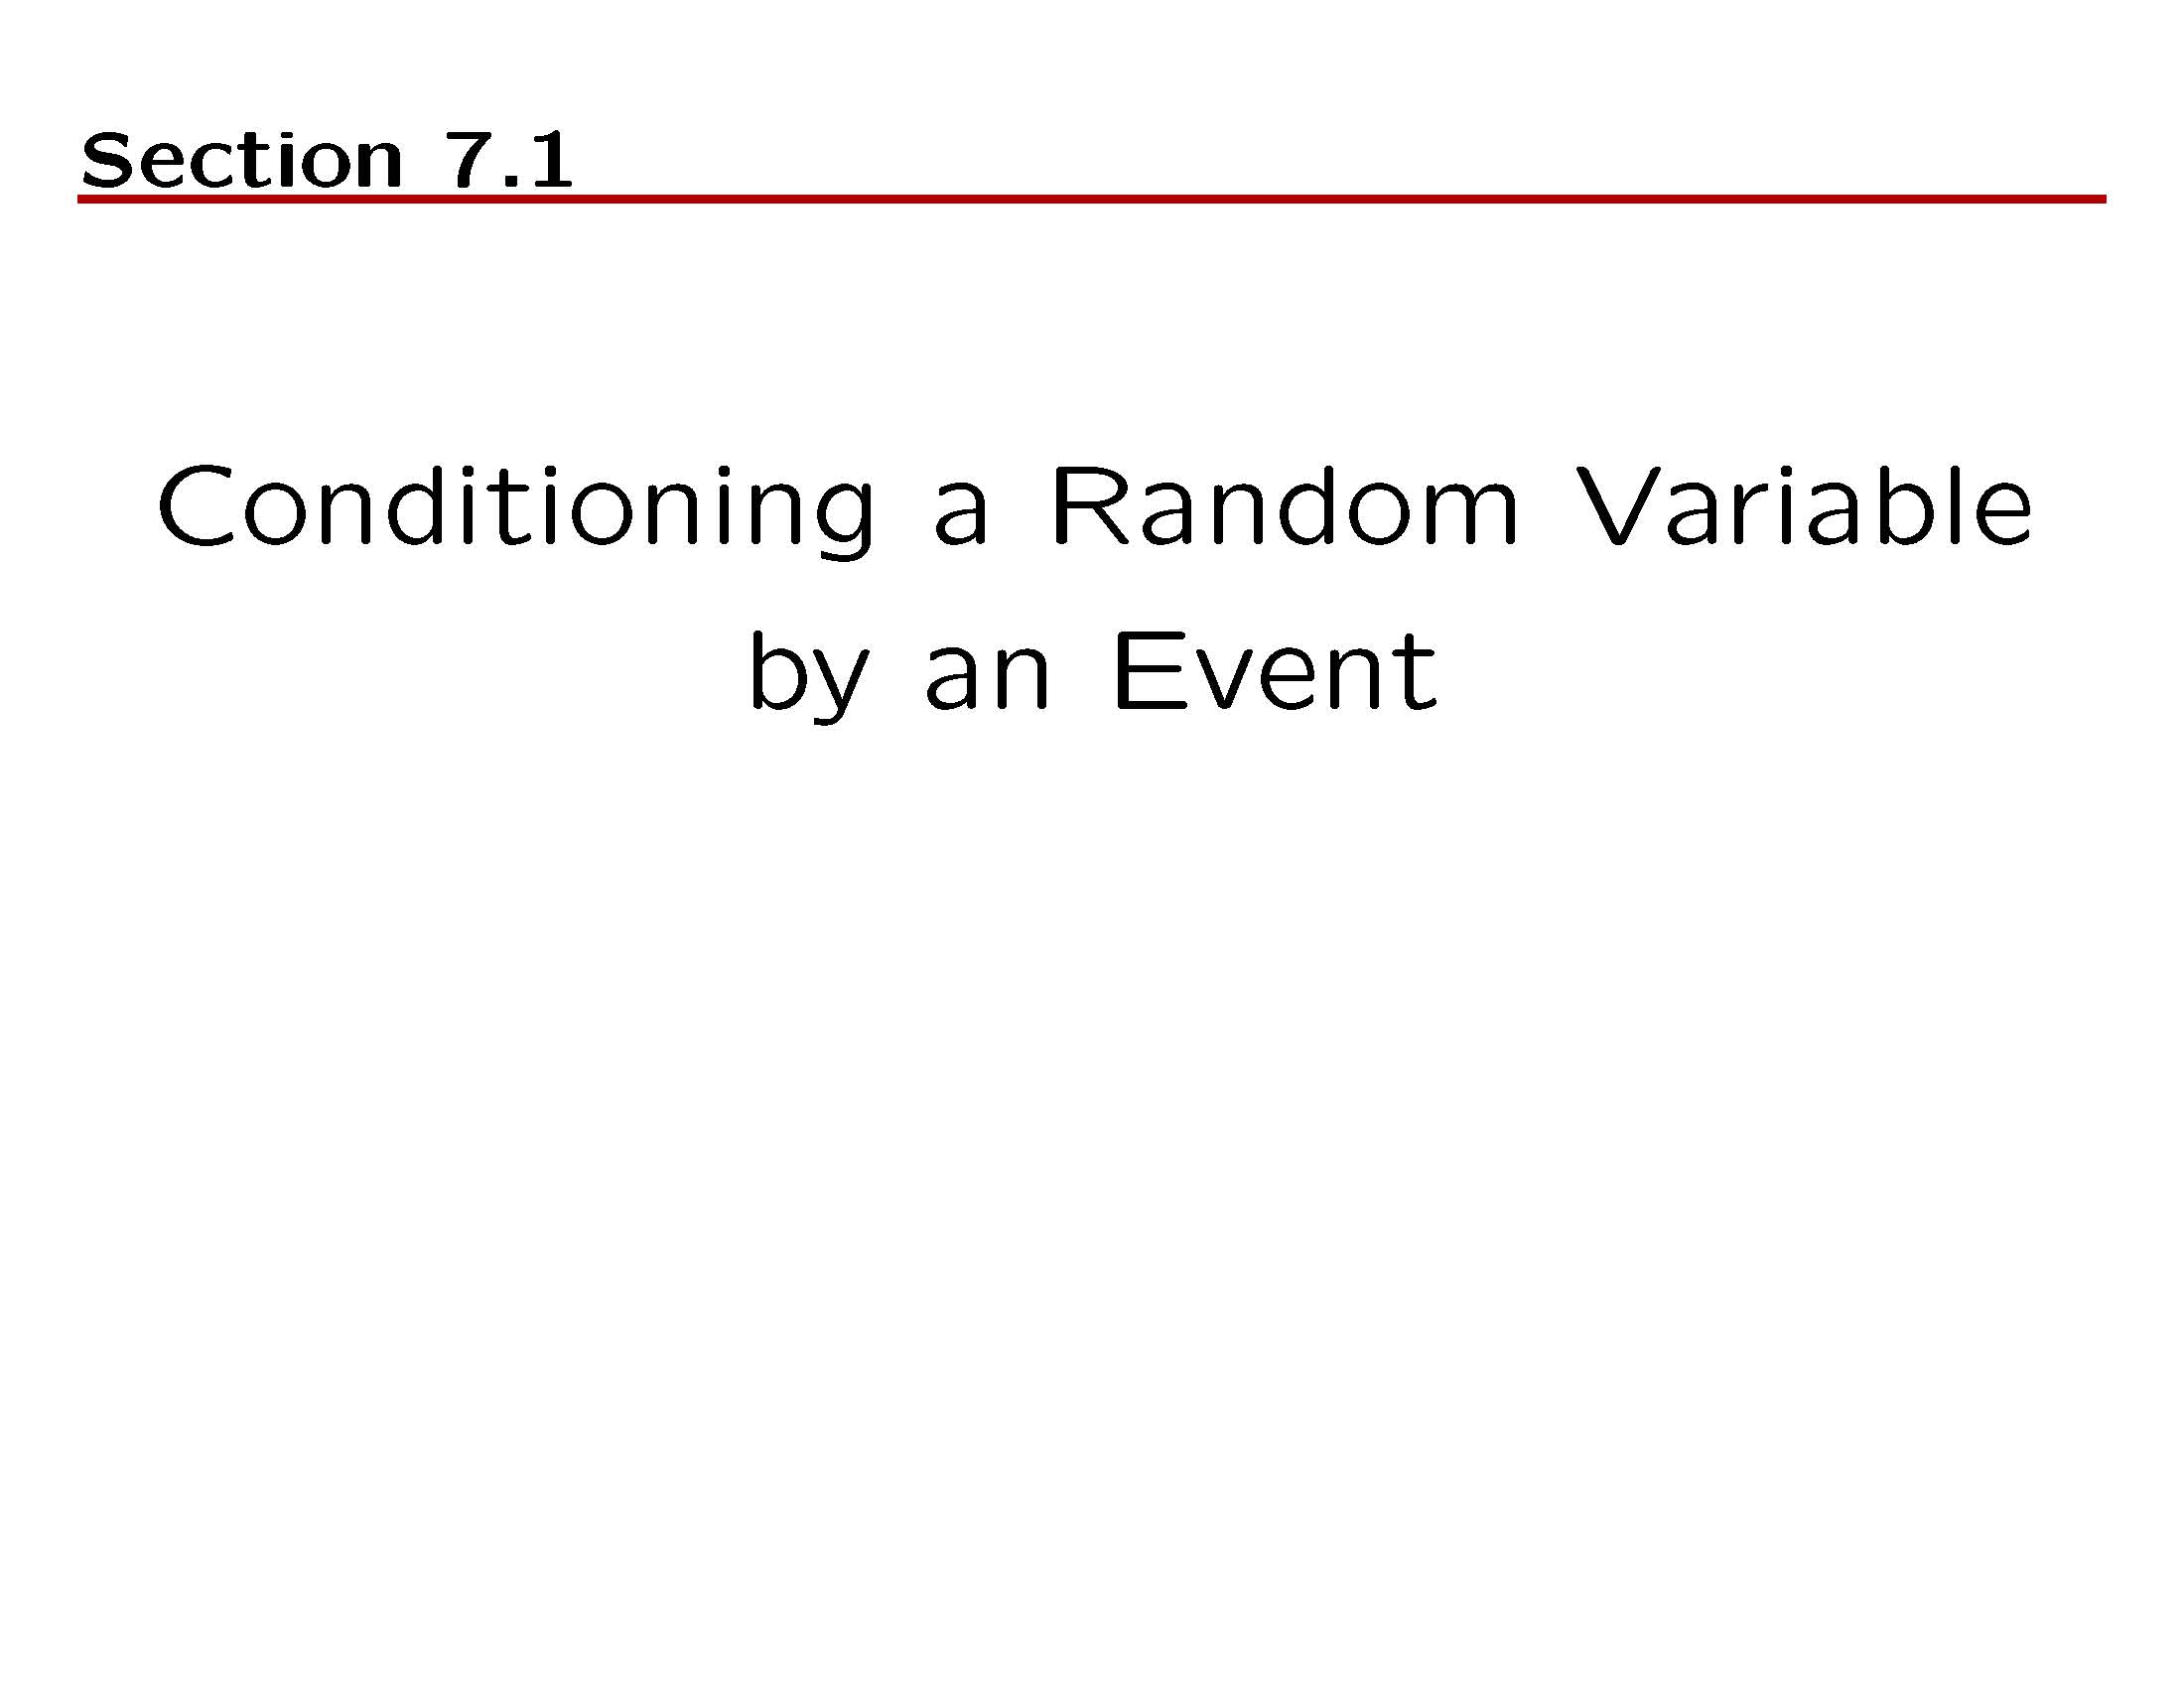 Section 7.1
Conditioning a Random Variable
by an Event